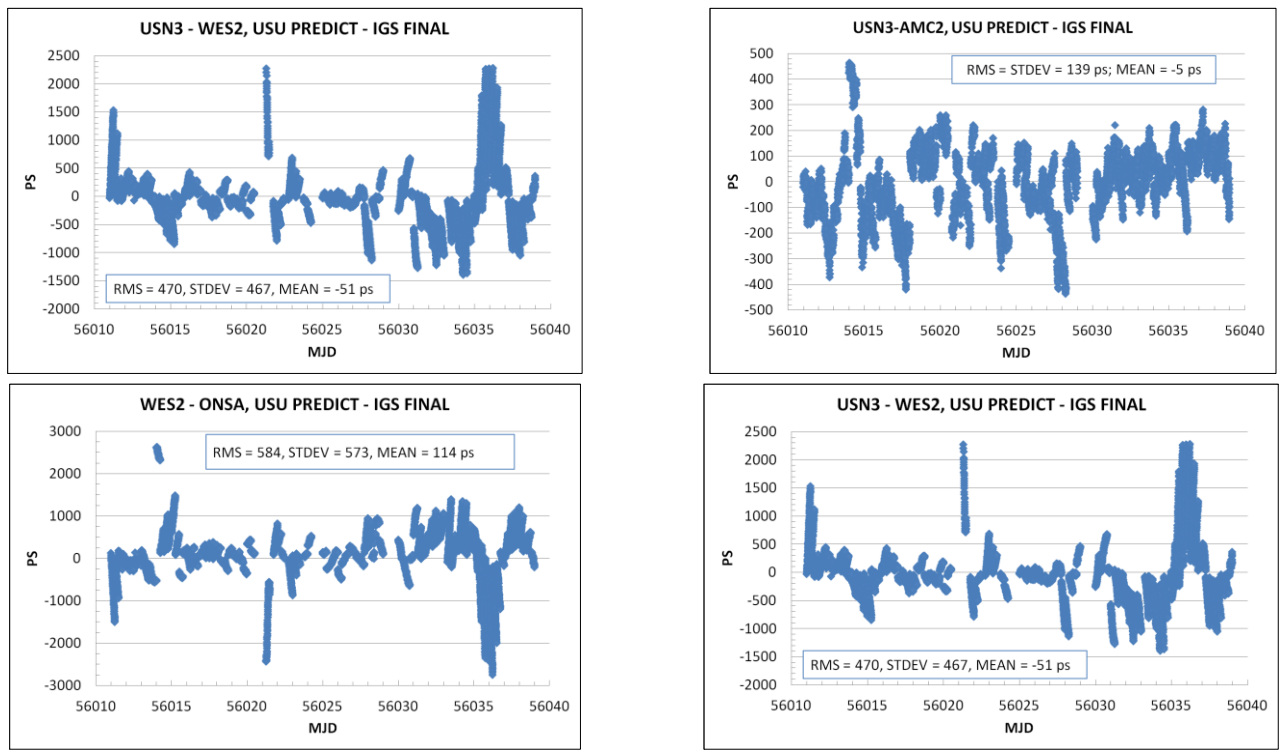 USN3 - WES2, USU PREDICT - IGS FINAL
2500
2000
1500
1000
500
0
-500
-1000
-1500
-2000
PS
RMS = 470, STDEV = 467, MEAN = -51 ps
56010 56015 56020 56025 56030 56035 56040
MJD
USN3-AMC2, USU PREDICT - IGS FINAL
500
400
300
200
100
0
-100
-200
-300
-400
-500
PS
RMS = STDEV = 139 ps; MEAN = -5 ps
56010 56015 56020 56025 56030 56035 56040
MJD
WES2 - ONSA, USU PREDICT - IGS FINAL
3000
2000
1000
0
-1000
-2000
-3000
PS
RMS = 584, STDEV = 573, MEAN = 114 ps
56010 56015 56020 56025 56030 56035 56040
MJD
USN3 - WES2, USU PREDICT - IGS FINAL
2500
2000
1500
1000
500
0
-500
-1000
-1500
-2000
PS
RMS = 470, STDEV = 467, MEAN = -51 ps
56010 56015 56020 56025 56030 56035 56040
MJD